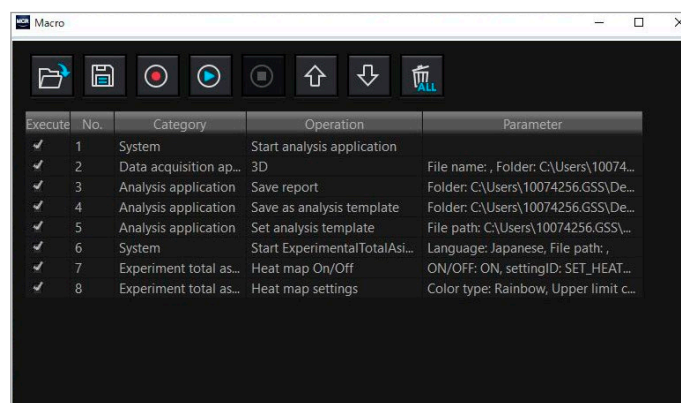 MCR Macro
ALL
Execute No. Category Operation Parameter
1 System Start analysis application
2 Data acquisition ap... 3D File name: , Folder: C:\Users\10074...
3 Analysis application Save report Folder: C:\Users\10074256.GSS\De...
4 Analysis application Save as analysis template Folder: C:\Users\10074256.GSS\De...
5 Analysis application Set analysis template File path: C:\Users\10074256.GSS\...
6 System Start ExperimentalTotalAsi... Language: Japanese, File path: ,
7 Experiment total as... Heat map On/Off ON/OFF: ON, settingID: SET_HEAT...
8 Experiment total as... Heat map settings Color type: Rainbow, Upper limit c...